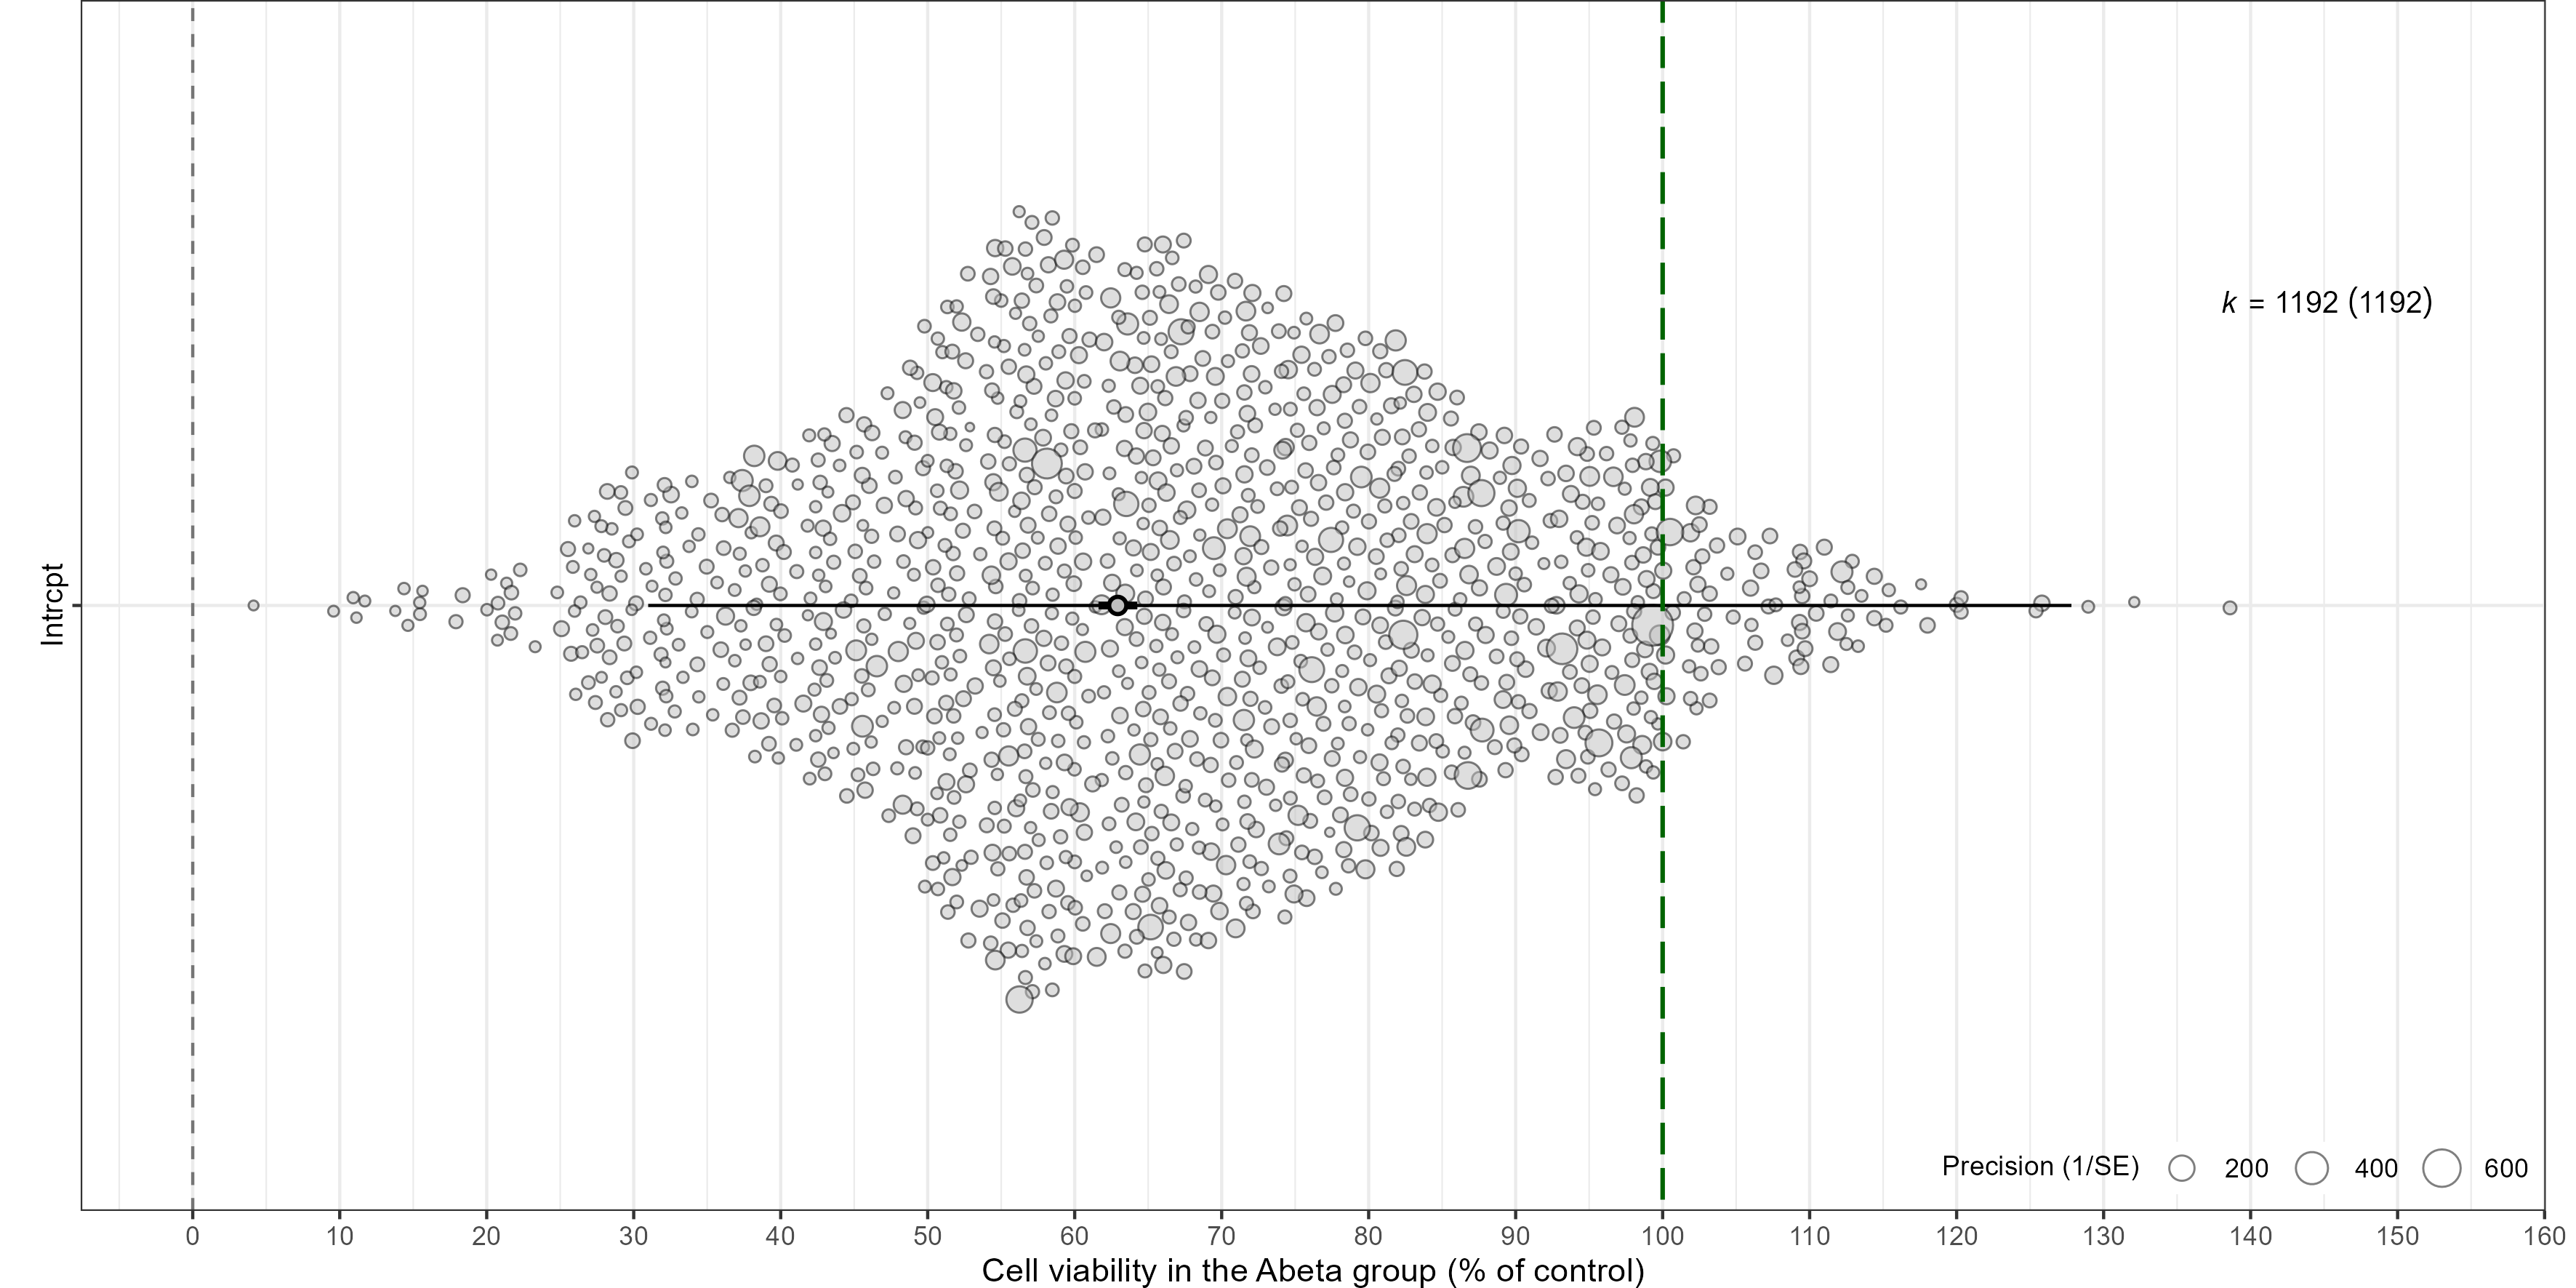 k = 1192 (1192)
Intrcpt
Precision (1/SE) 200 400 600
0 10 20 30 40 50 60 70 80 90 100 110 120 130 140 150 160
Cell viability in the Abeta group (% of control)